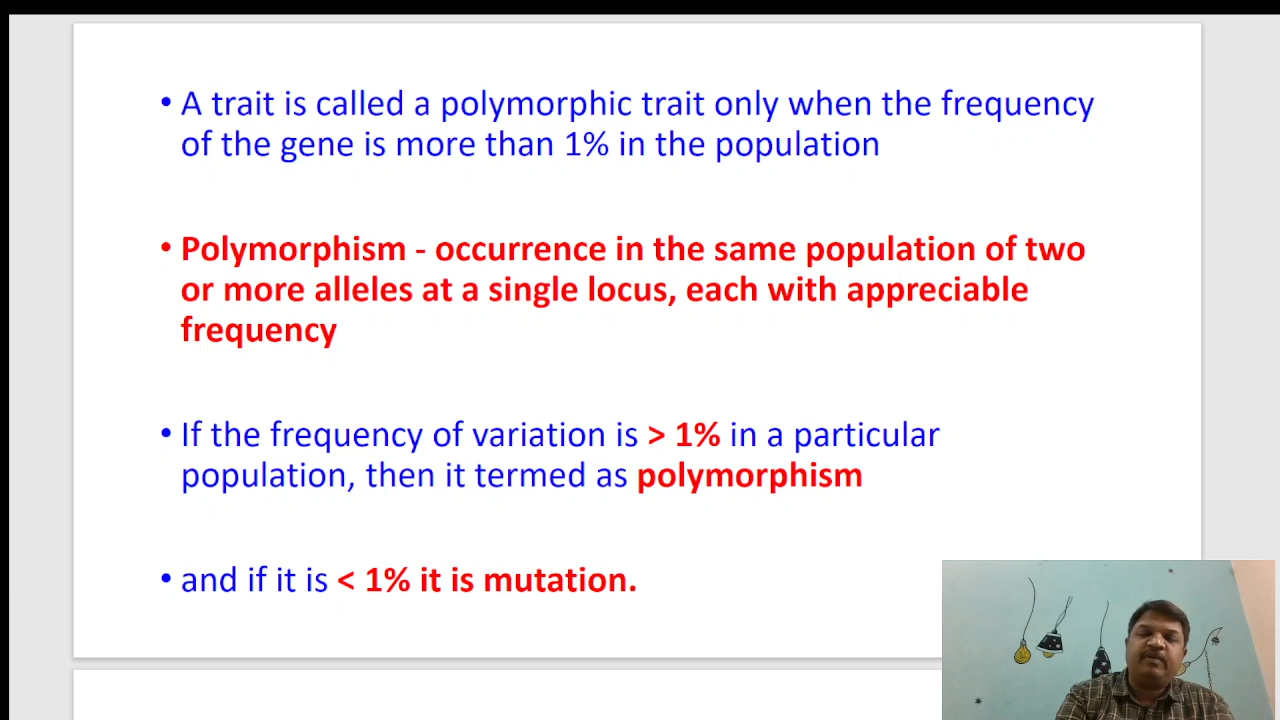 • A trait is called a polymorphic trait only when the frequency
of the gene is more than 1% in the population
• Polymorphism - occurrence in the same population of two
or more alleles at a single locus, each with appreciable
frequency
• If the frequency of variation is > 1% in a particular
population, then it termed as polymorphism
• and if it is < 1% it is mutation.